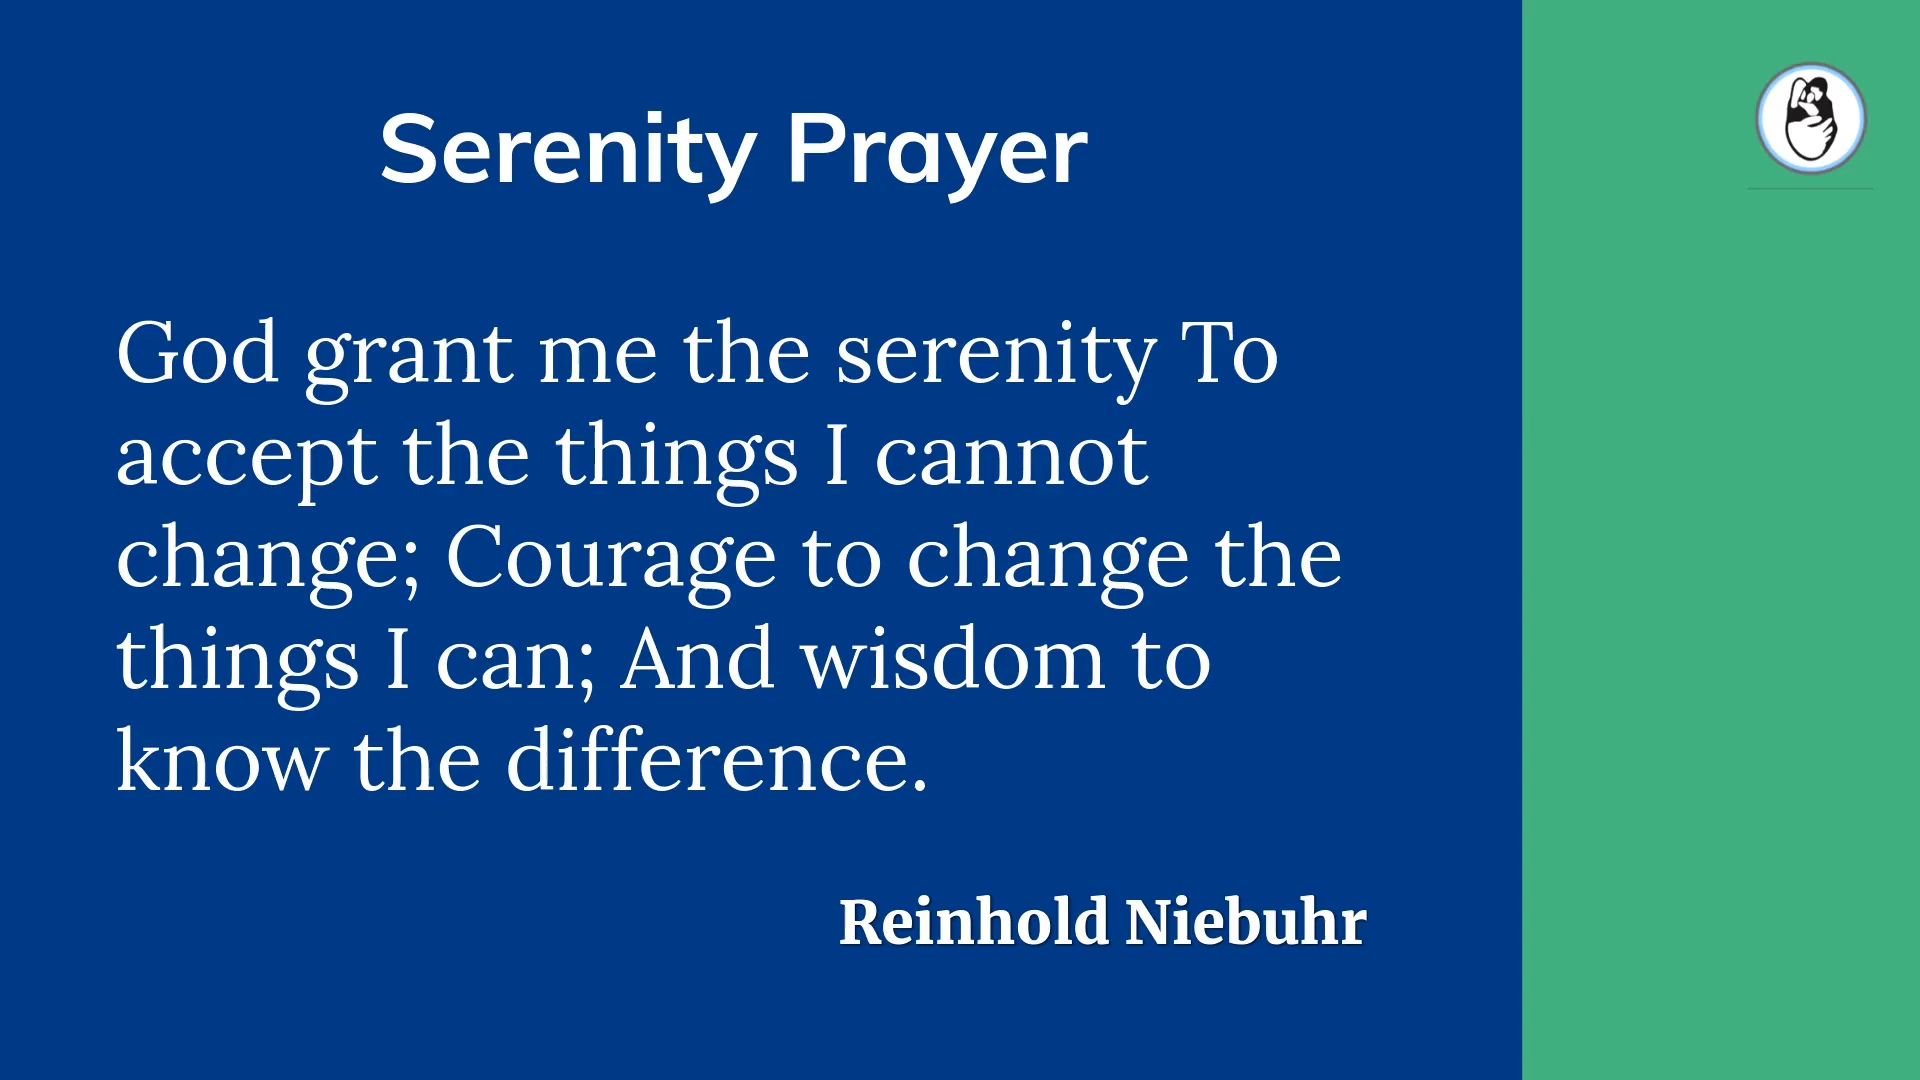 Serenity Prayer
God grant me the serenity To
accept the things I cannot
change; Courage to change the
things I can; And wisdom to
know the difference.
Reinhold Niebuhr